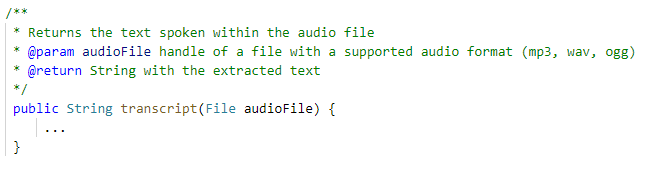 /**
* Returns the text spoken within the audio file
* @param audioFile handle of a file with a supported audio format (mp3, wav, ogg)
* @return String with the extracted text
*/
public String transcript(File audioFile) {
...
}